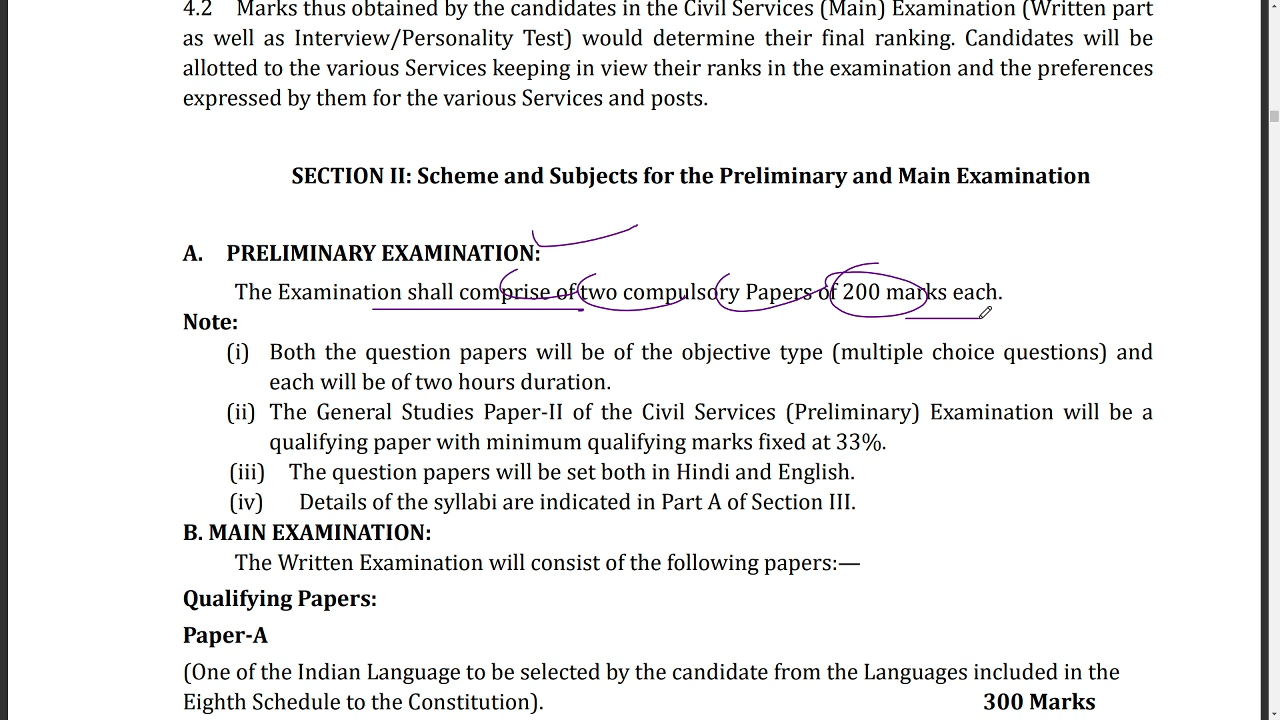 4.2 Marks thus obtained by the candidates in the Civil Services (Main) Examination (Written part
as well as Interview/Personality Test) would determine their final ranking. Candidates will be
allotted to the various Services keeping in view their ranks in the examination and the preferences
expressed by them for the various Services and posts.
SECTION II: Scheme and Subjects for the Preliminary and Main Examination
A. PRELIMINARY EXAMINATION:
The Examination shall comprise of two compulsory Papers of 200 marks each.
Note:
(i) Both the question papers will be of the objective type (multiple choice questions) and
each will be of two hours duration.
(ii) The General Studies Paper-II of the Civil Services (Preliminary) Examination will be a
qualifying paper with minimum qualifying marks fixed at 33%.
(iii) The question papers will be set both in Hindi and English.
(iv) Details of the syllabi are indicated in Part A of Section III.
B. MAIN EXAMINATION:
The Written Examination will consist of the following papers:—
Qualifying Papers:
Paper-A
(One of the Indian Language to be selected by the candidate from the Languages included in the
Eighth Schedule to the Constitution). 300 Marks